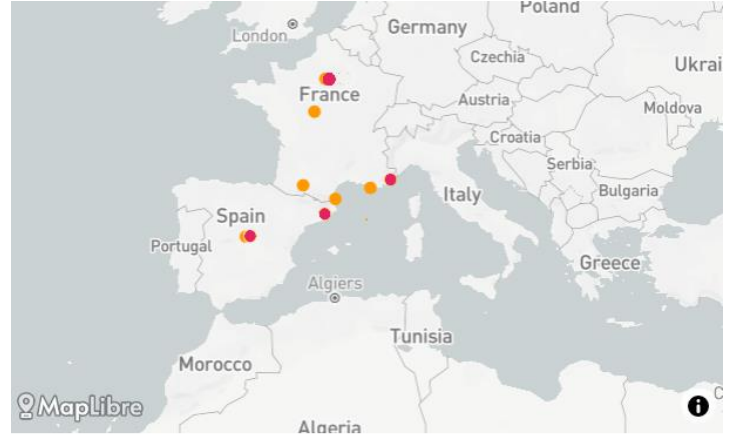 Poland
London
Germany
Czechia
Ukrai
France
Austria
Moldova
Croatia
Serbia
Italy
Bulgaria
Spain
Portugal
Greece
Algiers
Tunisia
Morocco
C
MapLibre
i
Algeria